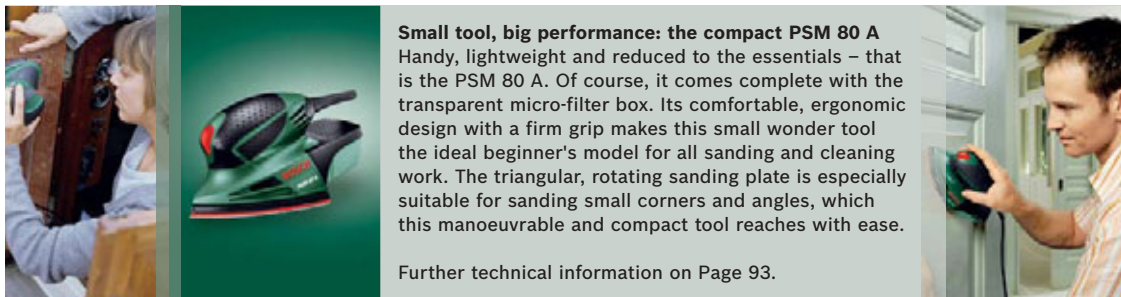 Small tool, big performance: the compact PSM 80 A
Handy, lightweight and reduced to the essentials – that
is the PSM 80 A. Of course, it comes complete with the
transparent micro-filter box. Its comfortable, ergonomic
design with a firm grip makes this small wonder tool
the ideal beginner's model for all sanding and cleaning
work. The triangular, rotating sanding plate is especially
suitable for sanding small corners and angles, which
this manoeuvrable and compact tool reaches with ease.
Further technical information on Page 93.
BOSCH